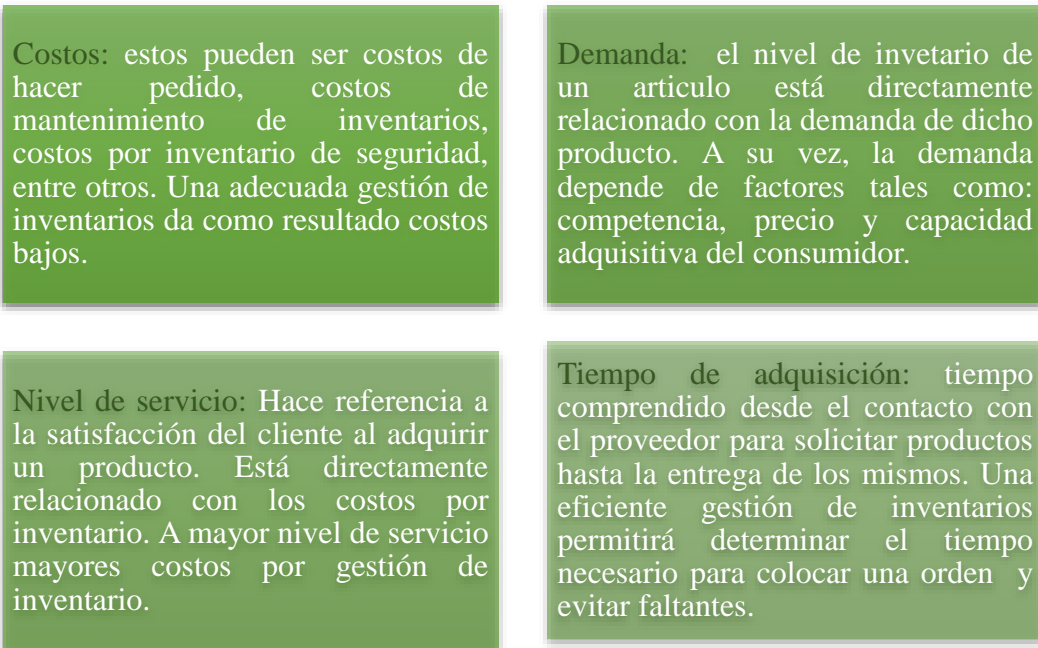 Costos: estos pueden ser costos de
hacer pedido, costos de
mantenimiento de inventarios,
costos por inventario de seguridad,
entre otros. Una adecuada gestión de
inventarios da como resultado costos
bajos.
Demanda: el nivel de invetario de
un articulo está directamente
relacionado con la demanda de dicho
producto. A su vez, la demanda
depende de factores tales como:
competencia, precio y capacidad
adquisitiva del consumidor.
Nivel de servicio: Hace referencia a
la satisfacción del cliente al adquirir
un producto. Está directamente
relacionado con los costos por
inventario. A mayor nivel de servicio
mayores costos por gestión de
inventario.
Tiempo de adquisición: tiempo
comprendido desde el contacto con
el proveedor para solicitar productos
hasta la entrega de los mismos. Una
eficiente gestión de inventarios
permitirá determinar el tiempo
necesario para colocar una orden y
evitar faltantes.